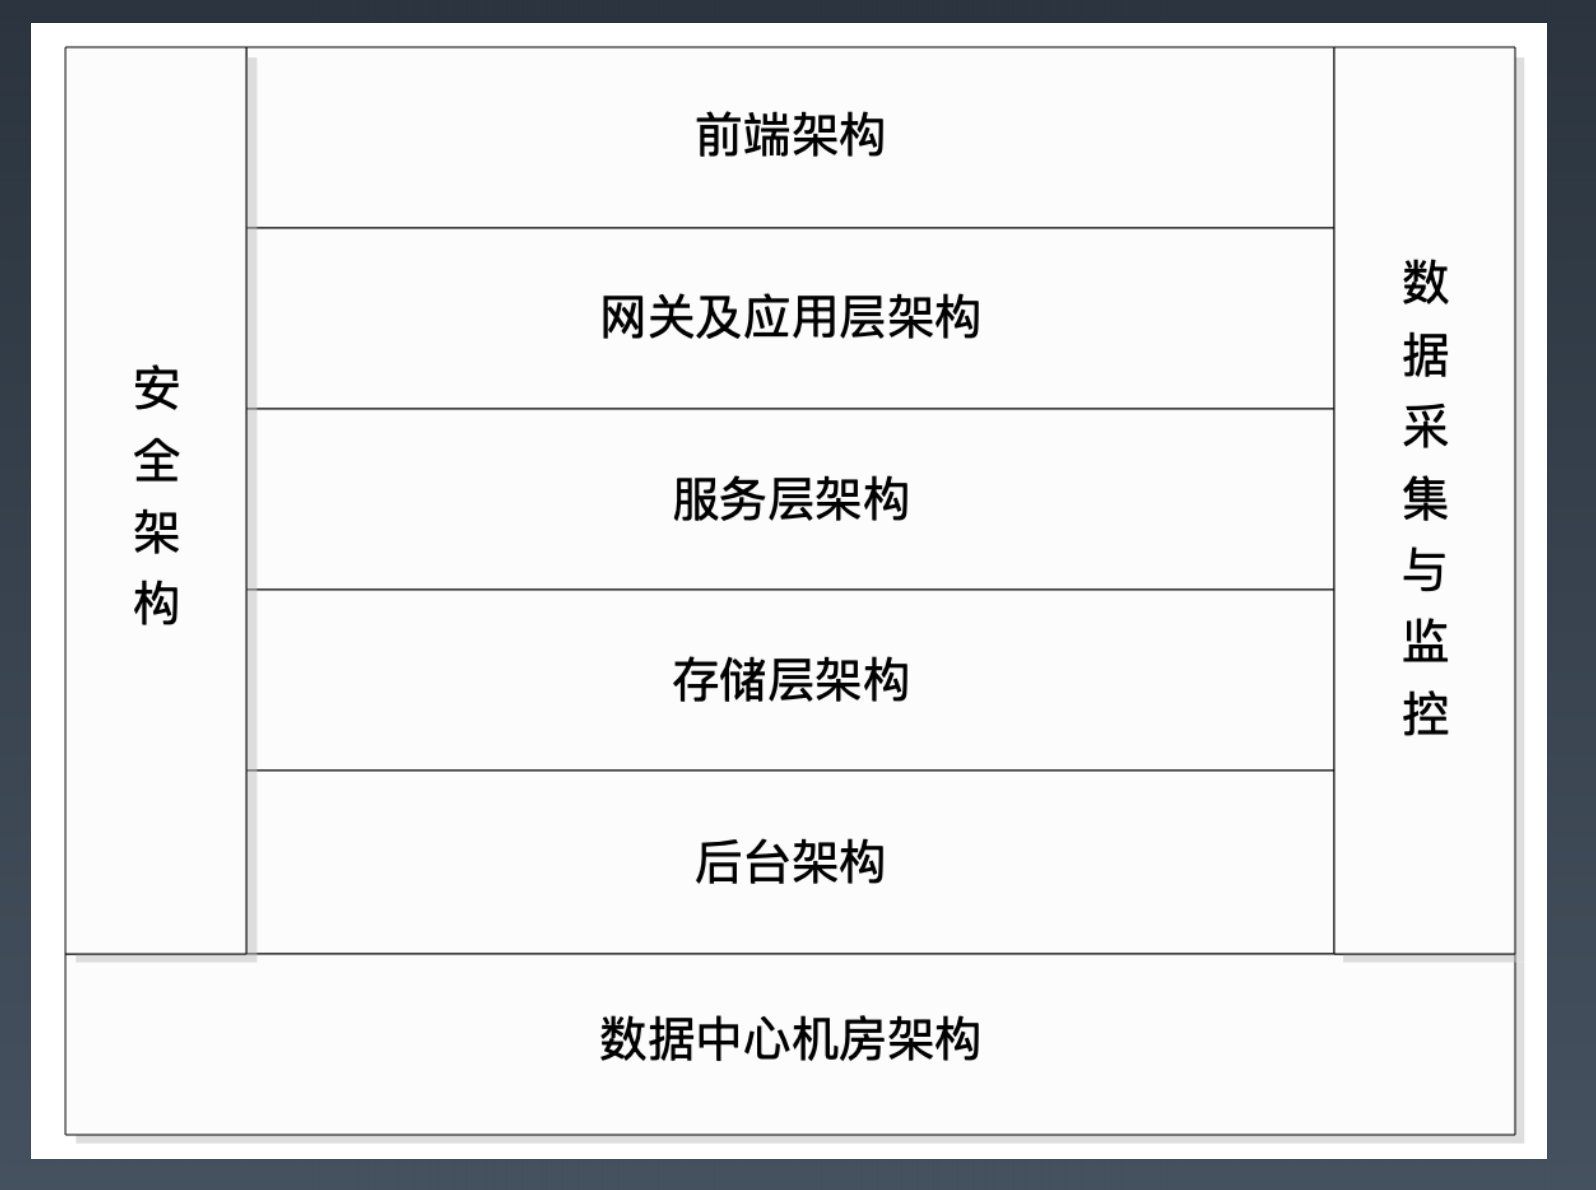 安全架构
前端架构
网关及应用层架构
服务层架构
存储层架构
后台架构
数据采集与监控
数据中心机房架构